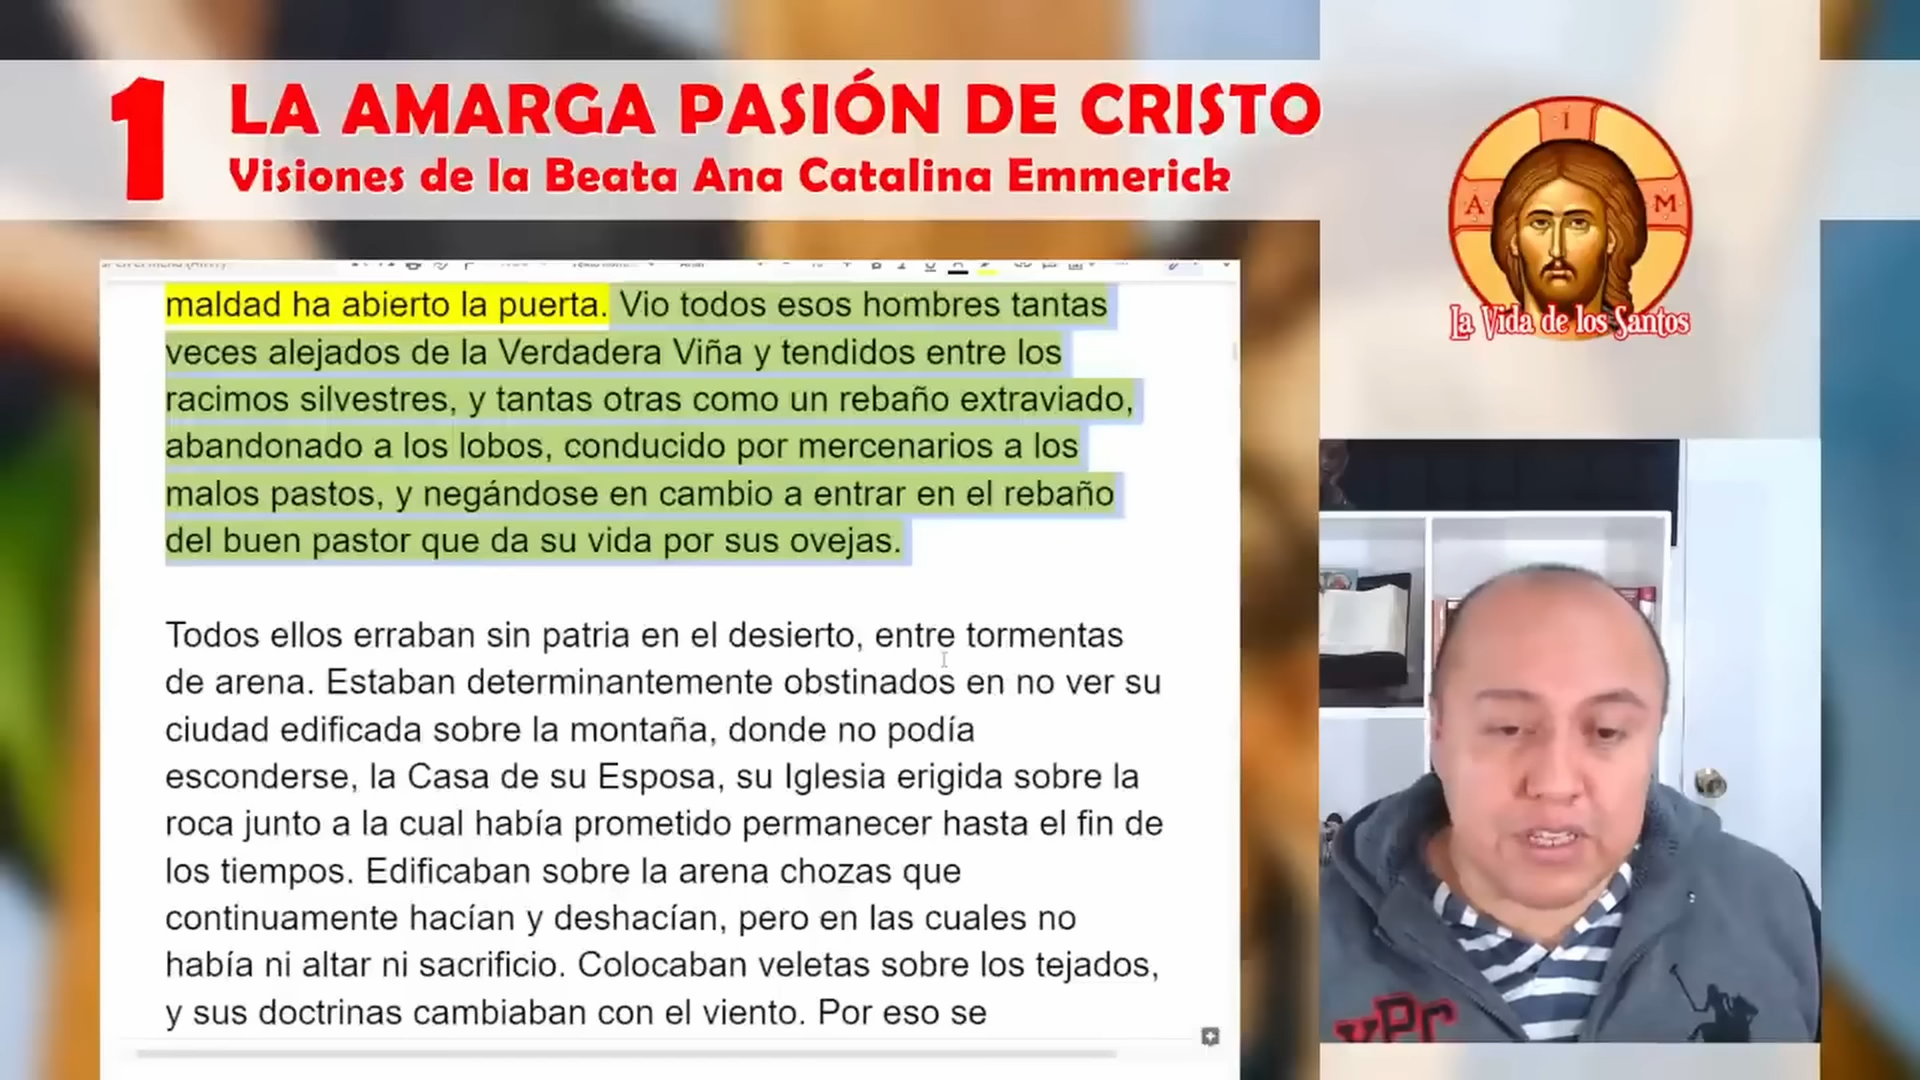 1
LA AMARGA PASIÓN DE CRISTO
Visiones de la Beata Ana Catalina Emmerick
I
A
M
La Vida de los Santos
maldad ha abierto la puerta. Vio todos esos hombres tantas
veces alejados de la Verdadera Viña y tendidos entre los
racimos silvestres, y tantas otras como un rebaño extraviado,
abandonado a los lobos, conducido por mercenarios a los
malos pastos, y negándose en cambio a entrar en el rebaño
del buen pastor que da su vida por sus ovejas.
Todos ellos erraban sin patria en el desierto, entre tormentas
de arena. Estaban determinantemente obstinados en no ver su
ciudad edificada sobre la montaña, donde no podía
esconderse, la Casa de su Esposa, su Iglesia erigida sobre la
roca junto a la cual había prometido permanecer hasta el fin de
los tiempos. Edificaban sobre la arena chozas que
continuamente hacían y deshacían, pero en las cuales no
había ni altar ni sacrificio. Colocaban veletas sobre los tejados,
y sus doctrinas cambiaban con el viento. Por eso se